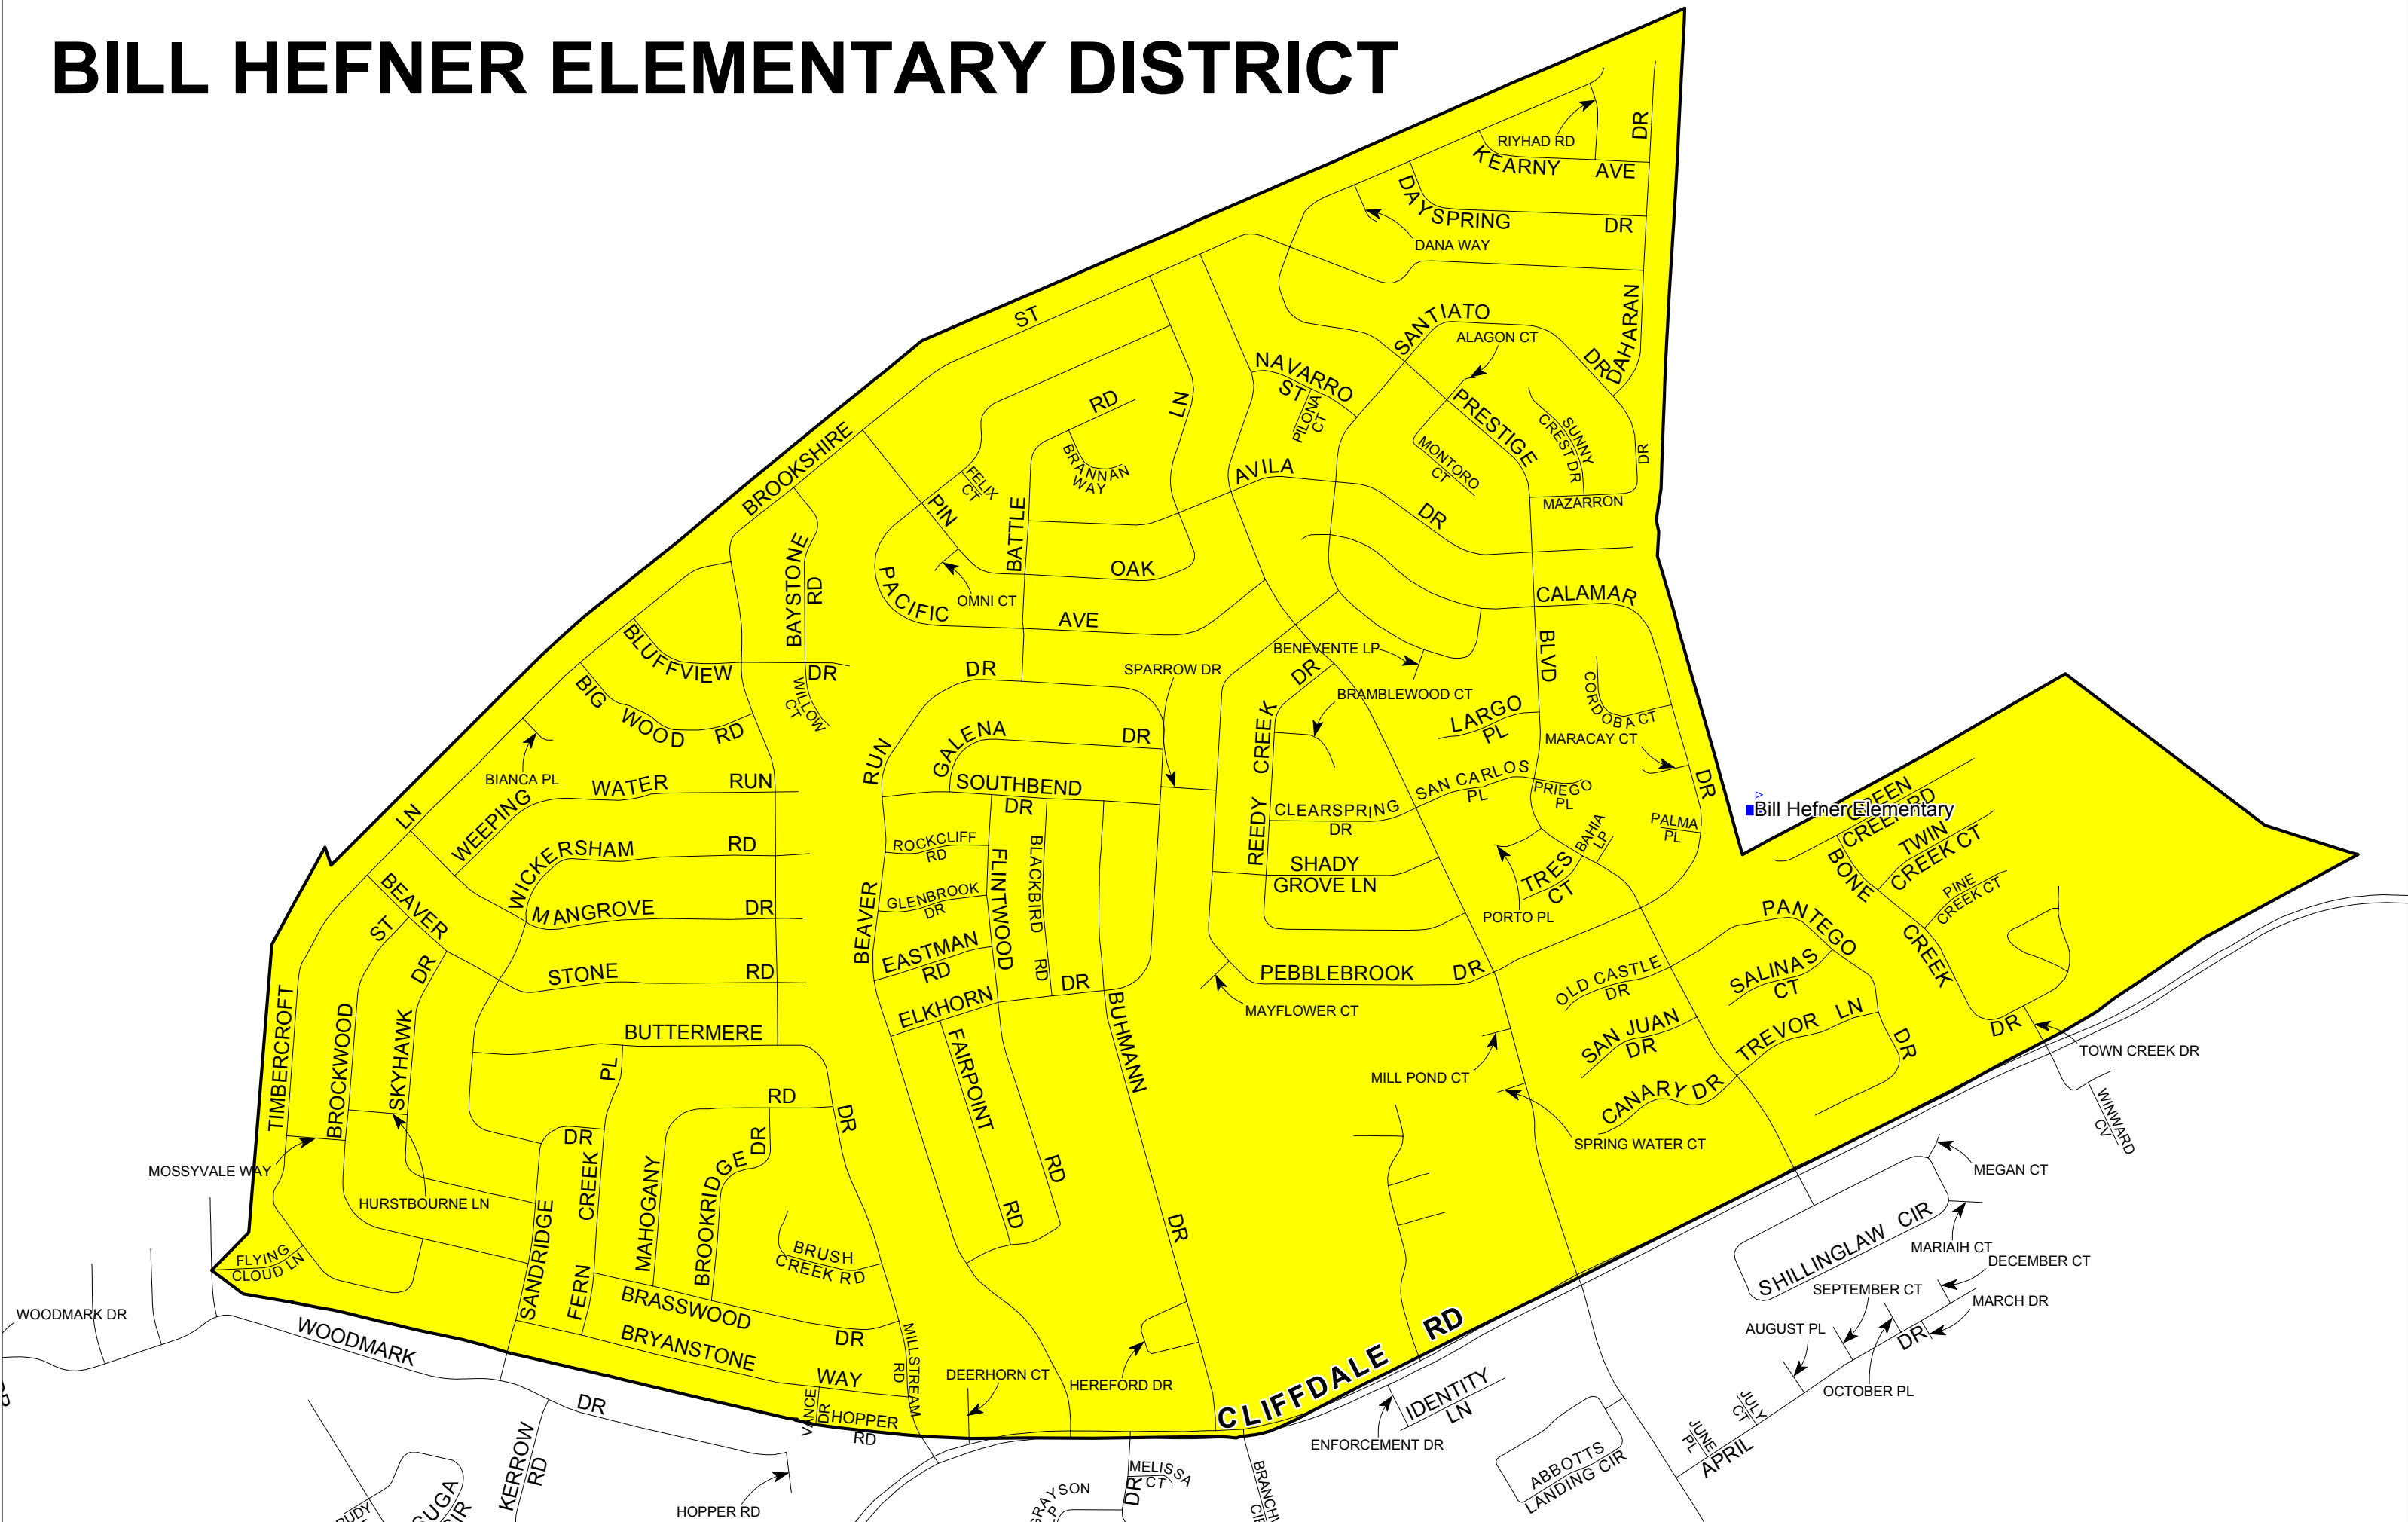 BILL HEFNER ELEMENTARY DISTRICT
RIYHAD RD
DR
KEARNY AVE
DAYSPRING DR
DANA WAY
DAHARAN
ST
SANTIATO DR
ALAGON CT
NAVARRO
ST
PILONA
CT
PRESTIGE
SUNNY
CREST DR
DR
MONTORO
CT
MAZARRON
LN
RD
BRANNAN
WAY
AVILA DR
BROOKSHIRE
FELIX
CT
PIN
BATTLE
OAK
OMNI CT
PACIFIC AVE
BAYSTONE
RD
CALAMAR
BLVD
BLUFFVIEW DR
WILLOW
CT
BIG WOOD RD
BIANCA PL
DR
SPARROW DR
BENEVENTE LP
DR
BRAMBLEWOOD CT
LARGO
PL
CORDOBA CT
MARACAY CT
DR
RUN
GALENA DR
SOUTHBEND
DR
REEDY CREEK
WEEPING WATER RUN
LN
SAN CARLOS
PL
PRIEGO
PL
CLEARSPRING
DR
BAHIA
LP
PALMA
PL
Bill Hefner Elementary
GREEN
CREEK RD
TWIN
CREEK CT
BONE
PINE
CREEK CT
WICKERSHAM RD
ROCKCLIFF
RD
BLACKBIRD
RD
FLINTWOOD
SHADY
GROVE LN
TRES
CT
PORTO PL
BEAVER
ST
DR
MANGROVE DR
GLENBROOK
DR
BEAVER
EASTMAN
RD
PANTEGO
CREEK
STONE RD
ELKHORN DR
PEBBLEBROOK DR
MAYFLOWER CT
OLD CASTLE
DR
SALINAS
CT
TIMBERCROFT
BROCKWOOD
SKYHAWK
BUTTERMERE
PL
FAIRPOINT
BUHMANN
SAN JUAN
DR
TREVOR LN
DR
DR
TOWN CREEK DR
MILL POND CT
CANARY DR
SPRING WATER CT
WINWARD
CV
RD
DR
DR
DR
MOSSYVALE WAY
HURSTBOURNE LN
CREEK
MAHOGANY
BROOKRIDGE
RD
RD
DR
MEGAN CT
MARIAIH CT
SHILLINGLAW CIR
FLYING
CLOUD LN
SANDRIDGE
FERN
BRUSH
CREEK RD
BRASSWOOD DR
BRYANSTONE WAY
MILLSTREAM
RD
WOODMARK DR
WOODMARK
DR
VANCE
DR
HOPPER
RD
DEERHORN CT
HEREFORD DR
CLIFFDALE RD
DECEMBER CT
SEPTEMBER CT
MARCH DR
AUGUST PL
DR
OCTOBER PL
IDENTITY
LN
ENFORCEMENT DR
JULY
CT
JUNE
PL
APRIL
ABBOTTS
LANDING CIR
KERROW
RD
HOPPER RD
MELISSA
CT
DR